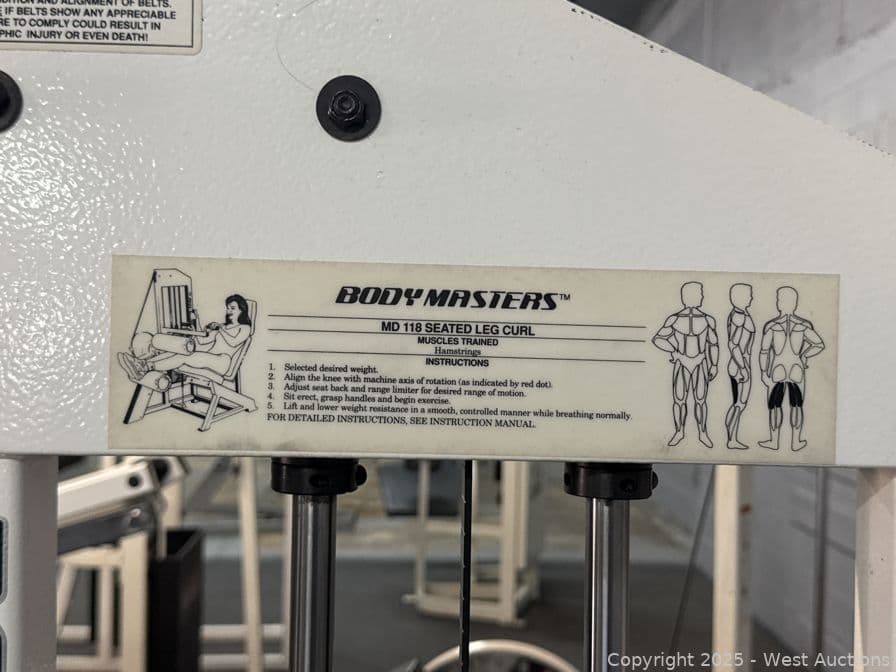 DITION AND ALIGNMENT OF BELTS.
IF BELTS SHOW ANY APPRECIABLE
RE TO COMPLY COULD RESULT IN
PHIC INJURY OR EVEN DEATH!
BODYMASTERS™
MD 118 SEATED LEG CURL
MUSCLES TRAINED
Hamstrings
INSTRUCTIONS
1. Selected desired weight.
2. Align the knee with machine axis of rotation (as indicated by red dot).
3. Adjust seat back and range limiter for desired range of motion.
4. Sit erect, grasp handles and begin exercise.
5. Lift and lower weight resistance in a smooth, controlled manner while breathing normally.
FOR DETAILED INSTRUCTIONS, SEE INSTRUCTION MANUAL.
Copyright 2025 - West Auctions